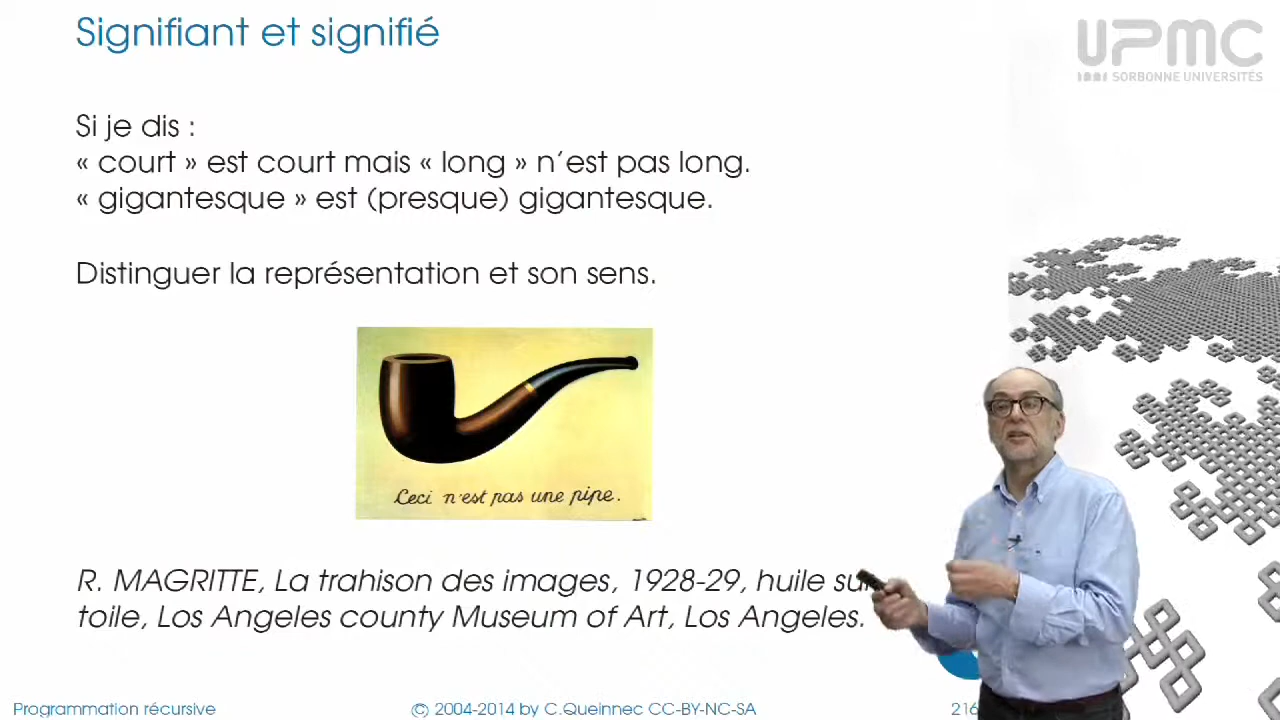 Signifiant et signifié
UPMC
SORBONNE UNIVERSITÉS
Si je dis :
« court » est court mais « long » n’est pas long.
« gigantesque » est (presque) gigantesque.
Distinguer la représentation et son sens.
Ceci n'est pas une pipe.
R. MAGRITTE, La trahison des images, 1928-29, huile sur
toile, Los Angeles county Museum of Art, Los Angeles.
Programmation récursive
© 2004-2014 by C.Queinnec CC-BY-NC-SA
216